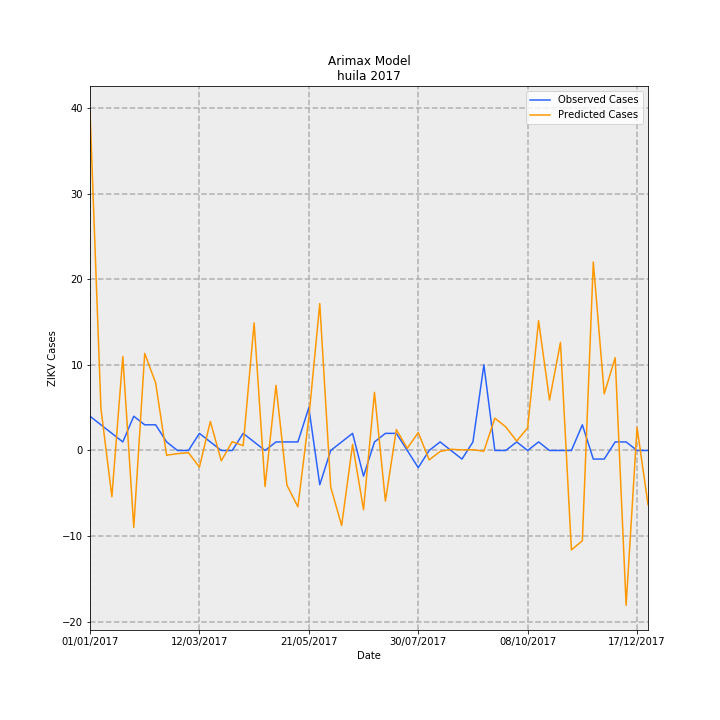 Arimax Model
huila 2017
Observed Cases
Predicted Cases
ZIKV Cases
40
30
20
10
0
−10
−20
01/01/2017 12/03/2017 21/05/2017 30/07/2017 08/10/2017 17/12/2017
Date